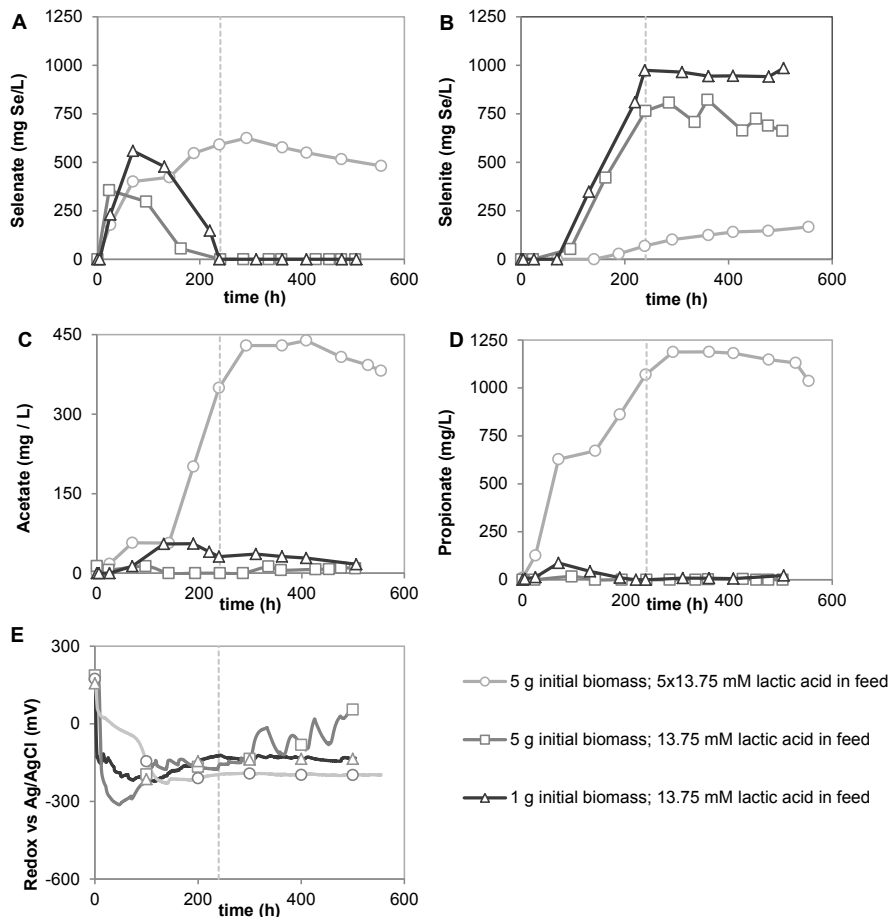 A
Selenate (mg Se/L)
1250
1000
750
500
250
0
0
200
400
600
time (h)
B
Selenite (mg Se/L)
1250
1000
750
500
250
0
0
200
400
600
time (h)
C
Acetate (mg / L)
450
300
150
0
0
200
400
600
time (h)
D
Propionate (mg/L)
1250
1000
750
500
250
0
0
200
400
600
time (h)
E
Redox vs Ag/AgCl (mV)
300
0
-300
-600
0
200
400
600
time (h)
5 g initial biomass; 5x13.75 mM lactic acid in feed
5 g initial biomass; 13.75 mM lactic acid in feed
1 g initial biomass; 13.75 mM lactic acid in feed